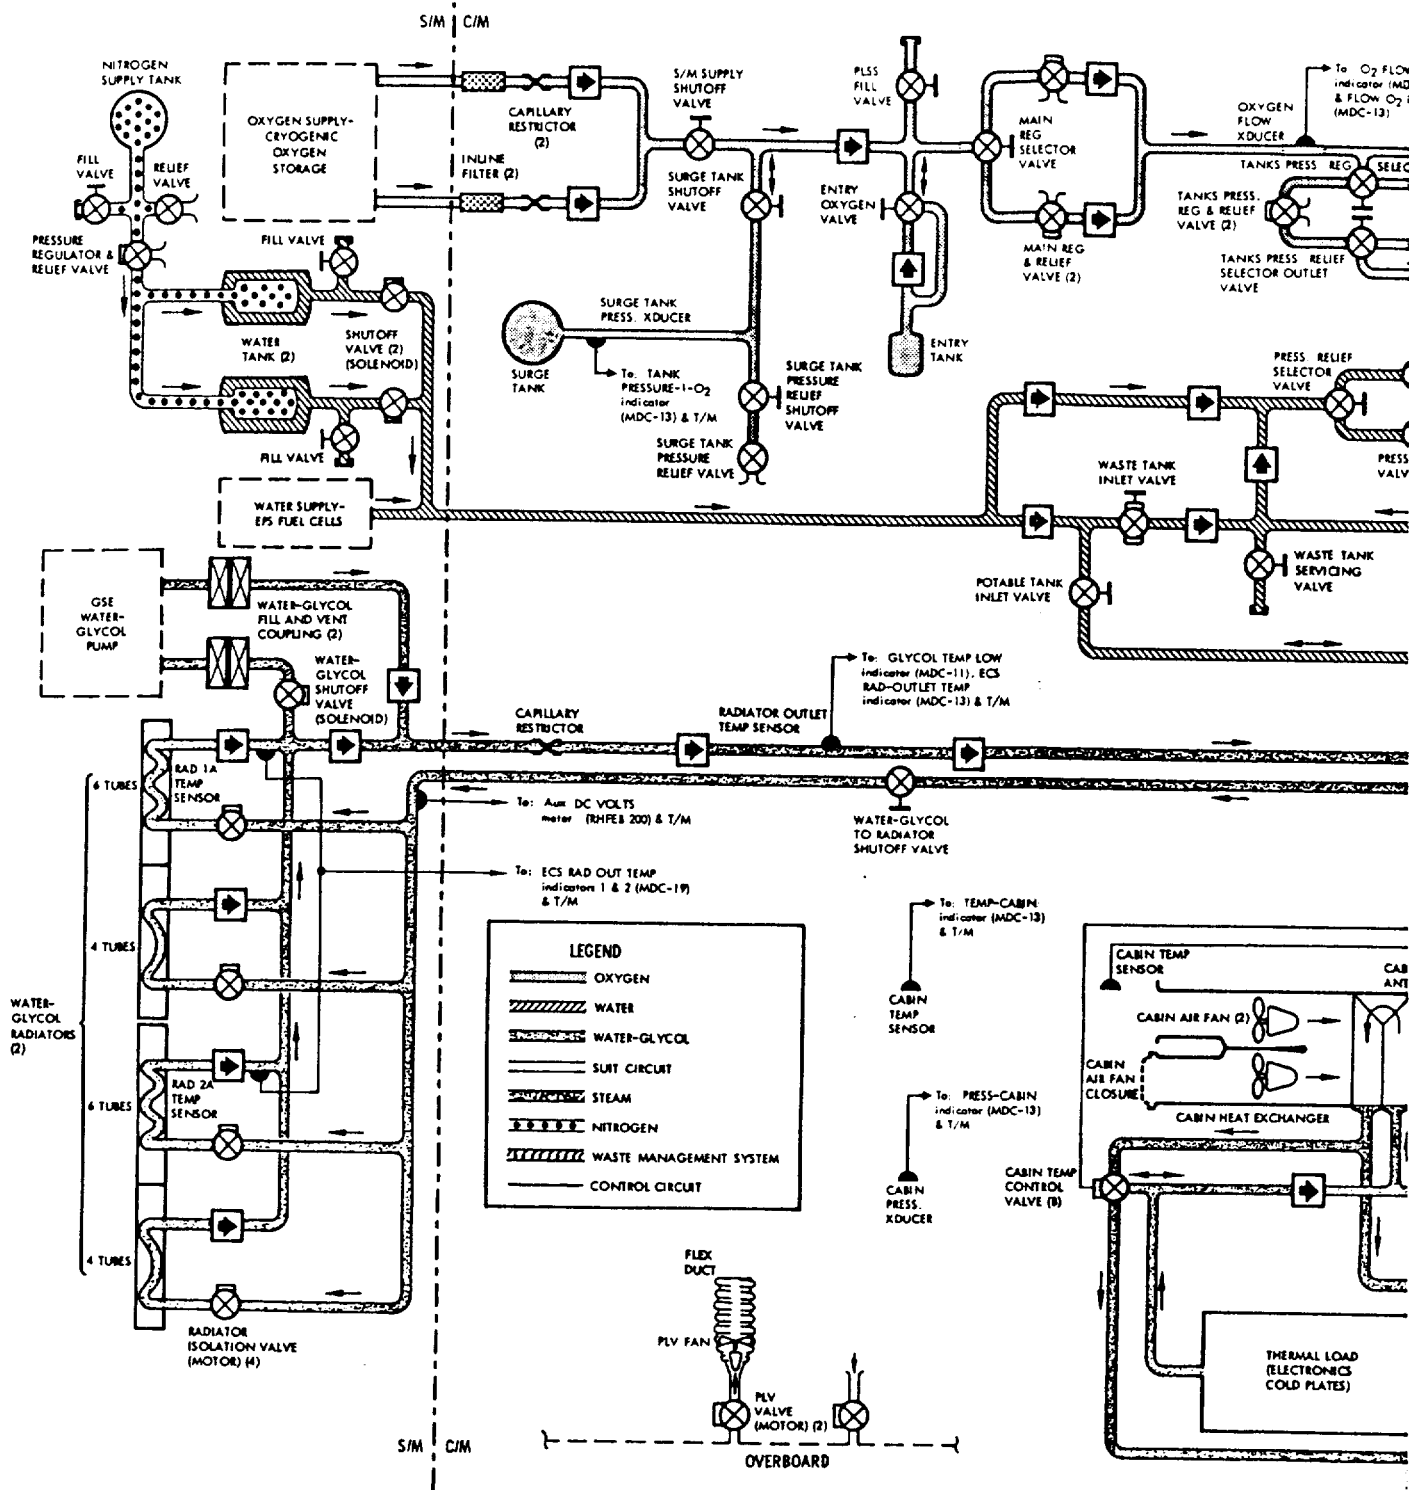 S/M C/M
NITROGEN
SUPPLY TANK
OXYGEN SUPPLY-
CRYOGENIC
OXYGEN
STORAGE
CAPILLARY
RESTRICTOR
(2)
INLINE
FILTER (2)
S/M SUPPLY
SHUTOFF
VALVE
SURGE TANK
SHUTOFF
VALVE
PLSS
FILL
VALVE
ENTRY
OXYGEN
VALVE
MAIN
REG
SELECTOR
VALVE
MAIN REG
& RELIEF
VALVE (2)
OXYGEN
FLOW
XDUCER
To: O2 FLOW
indicator (MD
& FLOW O2
(MDC-13)
TANKS PRESS REG SELEC
TANKS PRESS.
REG & RELIEF
VALVE (2)
TANKS PRESS RELIEF
SELECTOR OUTLET
VALVE
FILL
VALVE
RELIEF
VALVE
PRESSURE
REGULATOR &
RELIEF VALVE
FILL VALVE
WATER
TANK (2)
SHUTOFF
VALVE (2)
(SOLENOID)
FILL VALVE
SURGE TANK
PRESS. XDUCER
SURGE
TANK
To: TANK
PRESSURE-1-O2
indicator
(MDC-13) & T/M
SURGE TANK
PRESSURE
RELIEF
SHUTOFF
VALVE
SURGE TANK
PRESSURE
RELIEF VALVE
ENTRY
TANK
PRESS. RELIEF
SELECTOR
VALVE
PRESS
VALV
WATER SUPPLY-
EPS FUEL CELLS
WASTE TANK
INLET VALVE
POTABLE TANK
INLET VALVE
WASTE TANK
SERVICING
VALVE
GSE
WATER-
GLYCOL
PUMP
WATER-GLYCOL
FILL AND VENT
COUPLING (2)
WATER-
GLYCOL
SHUTOFF
VALVE
(SOLENOID)
CAPILLARY
RESTRICTOR
RADIATOR OUTLET
TEMP SENSOR
To: GLYCOL TEMP LOW
indicator (MDC-11), ECS
RAD-OUTLET TEMP
indicator (MDC-13) & T/M
RAD 1A
TEMP
SENSOR
6 TUBES
To: Aux DC VOLTS
meter (RHFEB 200) & T/M
WATER-GLYCOL
TO RADIATOR
SHUTOFF VALVE
To: ECS RAD OUT TEMP
indicators 1 & 2 (MDC-19)
& T/M
4 TUBES
WATER-
GLYCOL
RADIATORS
(2)
RAD 2A
TEMP
SENSOR
6 TUBES
4 TUBES
RADIATOR
ISOLATION VALVE
(MOTOR) (4)
LEGEND
OXYGEN
WATER
WATER-GLYCOL
SUIT CIRCUIT
STEAM
NITROGEN
WASTE MANAGEMENT SYSTEM
CONTROL CIRCUIT
To: TEMP-CABIN
indicator (MDC-13)
& T/M
CABIN
TEMP
SENSOR
To: PRESS-CABIN
indicator (MDC-13)
& T/M
CABIN
PRESS.
XDUCER
CABIN TEMP
SENSOR
CAB
ANT
CABIN AIR FAN (2)
CABIN
AIR FAN
CLOSURE
CABIN HEAT EXCHANGER
CABIN TEMP
CONTROL
VALVE (B)
THERMAL LOAD
(ELECTRONICS
COLD PLATES)
FLEX
DUCT
PLV FAN
PLV
VALVE
(MOTOR) (2)
OVERBOARD
S/M C/M